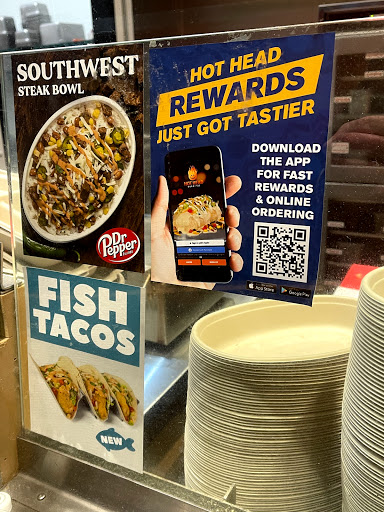 SOUTHWEST
STEAK BOWL
Dr
Pepper
HOT HEAD
REWARDS
JUST GOT TASTIER
DOWNLOAD
THE APP
FOR FAST
REWARDS
& ONLINE
ORDERING
App Store
Google Play
FISH
TACOS
NEW